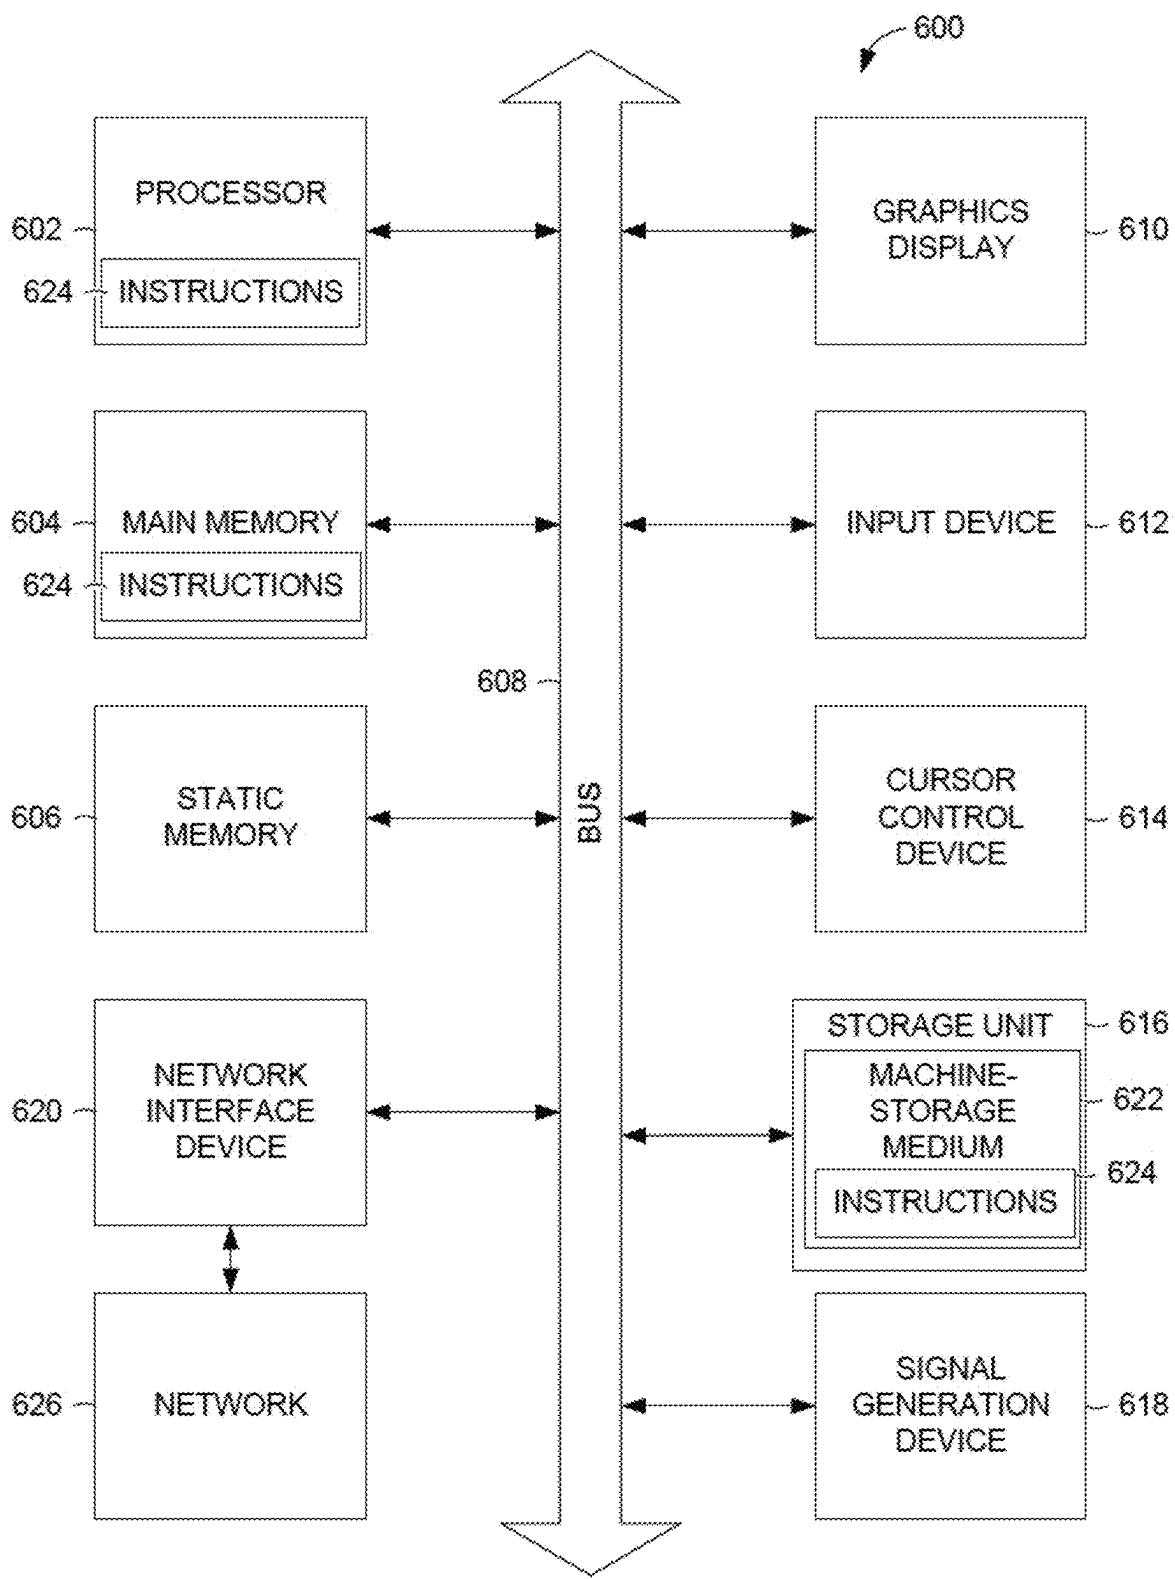 600
PROCESSOR
602
624
INSTRUCTIONS
GRAPHICS
DISPLAY
610
604
MAIN MEMORY
624
INSTRUCTIONS
INPUT DEVICE
612
608
BUS
606
STATIC
MEMORY
CURSOR
CONTROL
DEVICE
614
620
NETWORK
INTERFACE
DEVICE
STORAGE UNIT
616
MACHINE-
STORAGE
MEDIUM
622
624
INSTRUCTIONS
626
NETWORK
SIGNAL
GENERATION
DEVICE
618